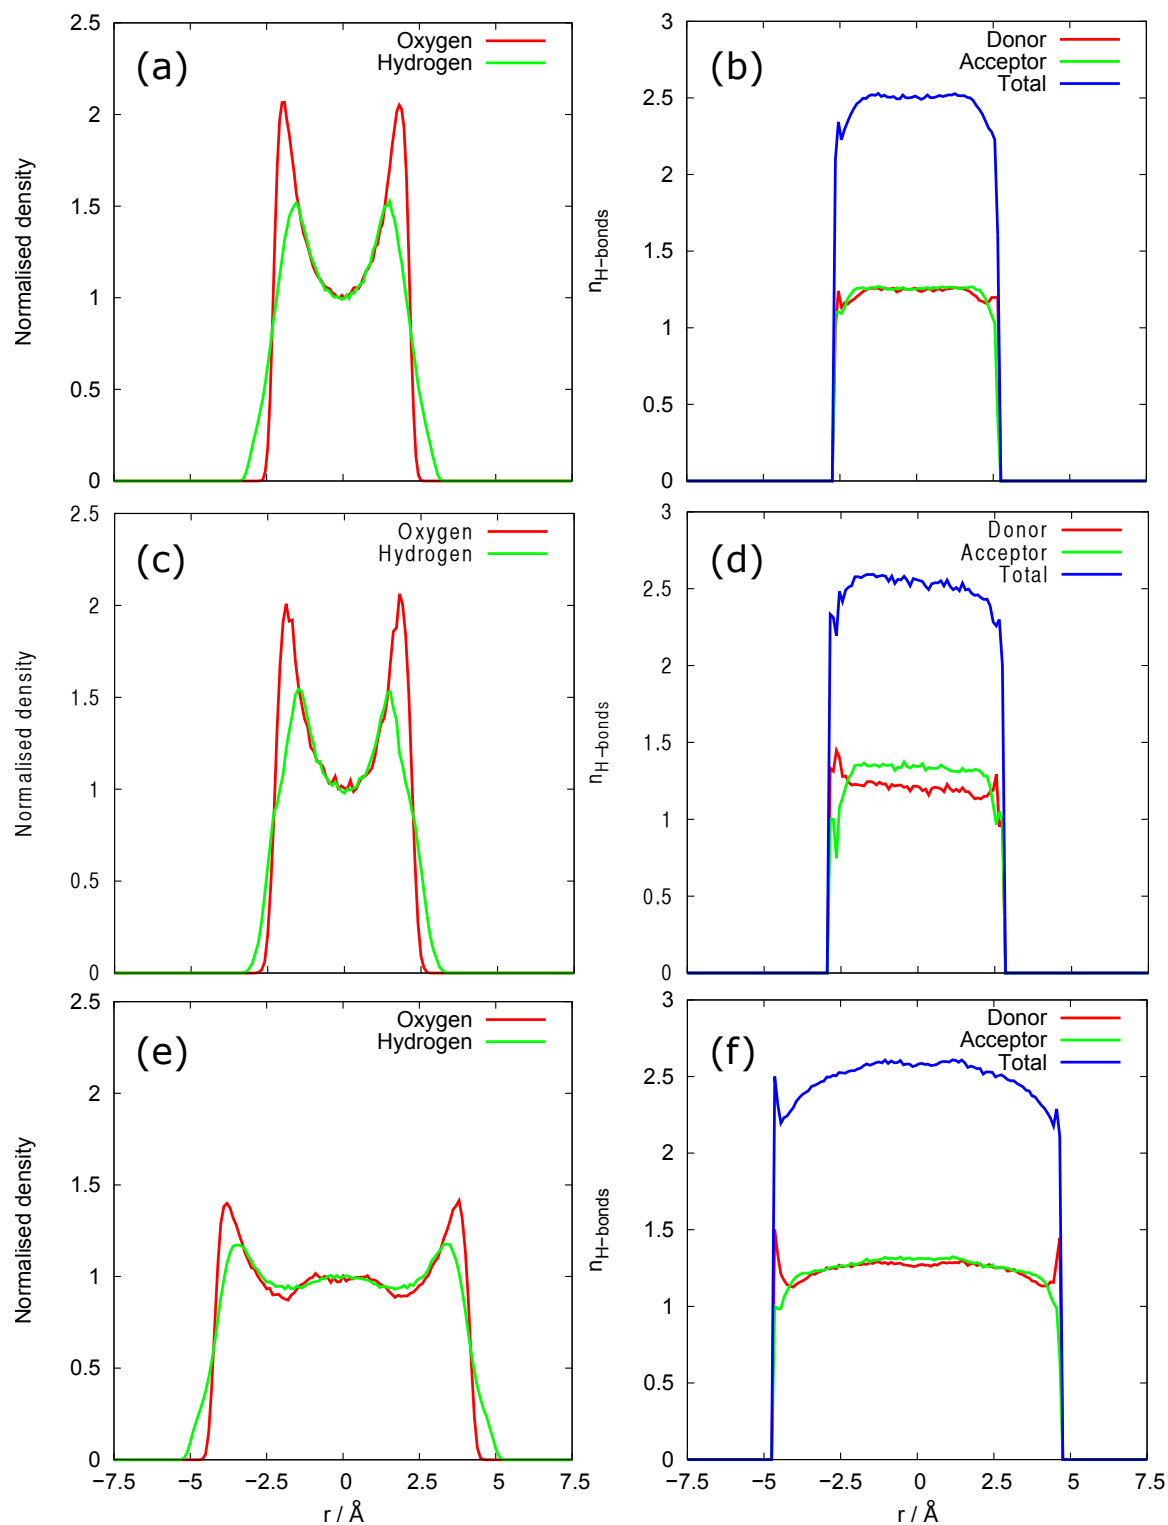 2.5
2
1.5
1
0.5
0
Normalised density
(a)
Oxygen
Hydrogen
3
2.5
2
1.5
1
0.5
0
nH−bonds
(b)
Donor
Acceptor
Total
2.5
2
1.5
1
0.5
0
Normalised density
(c)
Oxygen
Hydrogen
3
2.5
2
1.5
1
0.5
0
nH−bonds
(d)
Donor
Acceptor
Total
2.5
2
1.5
1
0.5
0
Normalised density
(e)
Oxygen
Hydrogen
−7.5 −5 −2.5 0 2.5 5 7.5
r / Å
3
2.5
2
1.5
1
0.5
0
nH−bonds
(f)
Donor
Acceptor
Total
−7.5 −5 −2.5 0 2.5 5 7.5
r / Å